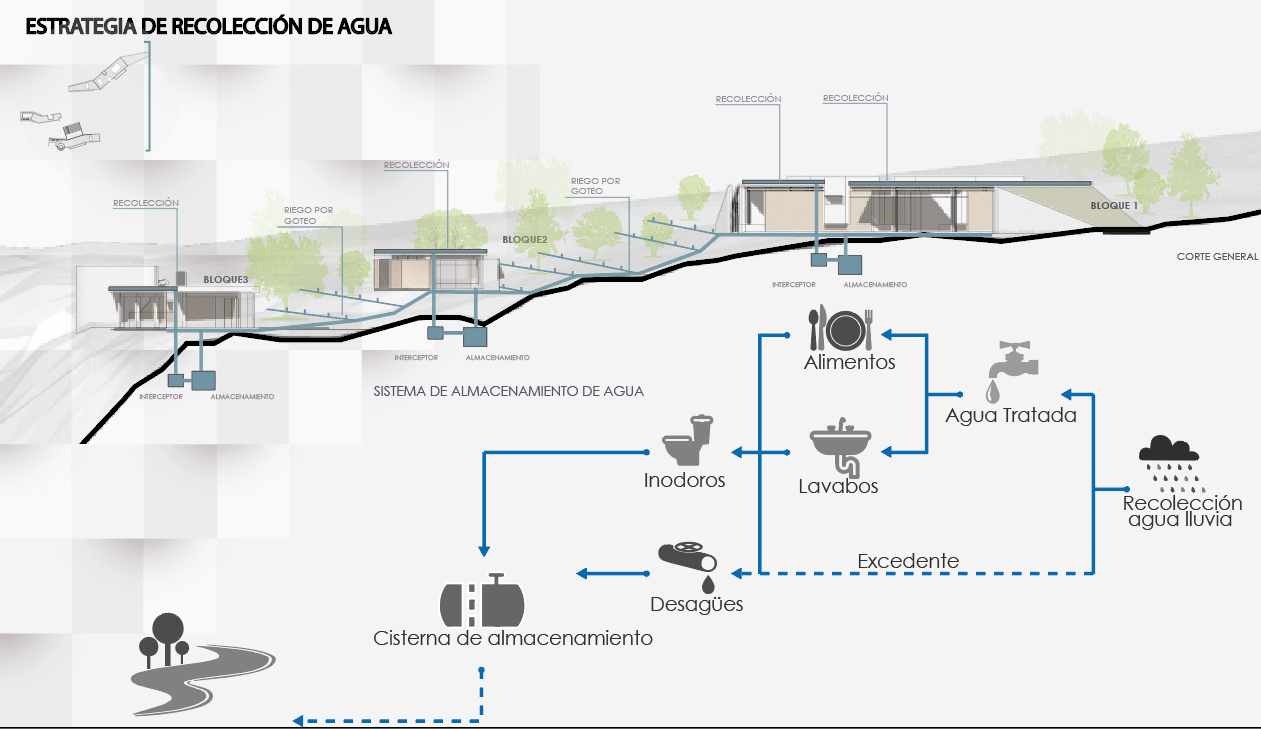 ESTRATEGIA DE RECOLECCIÓN DE AGUA
RECOLECCIÓN
RECOLECCIÓN
RECOLECCIÓN
RIEGO POR
GOTEO
RECOLECCIÓN
RIEGO POR
GOTEO
BLOQUE 1
BLOQUE2
BLOQUE3
CORTE GENERAL
INTERCEPTOR
ALMACENAMIENTO
INTERCEPTOR
ALMACENAMIENTO
INTERCEPTOR
ALMACENAMIENTO
SISTEMA DE ALMACENAMIENTO DE AGUA
Alimentos
Agua Tratada
Inodoros
Lavabos
Recolección
agua lluvia
Excedente
Desagües
Cisterna de almacenamiento